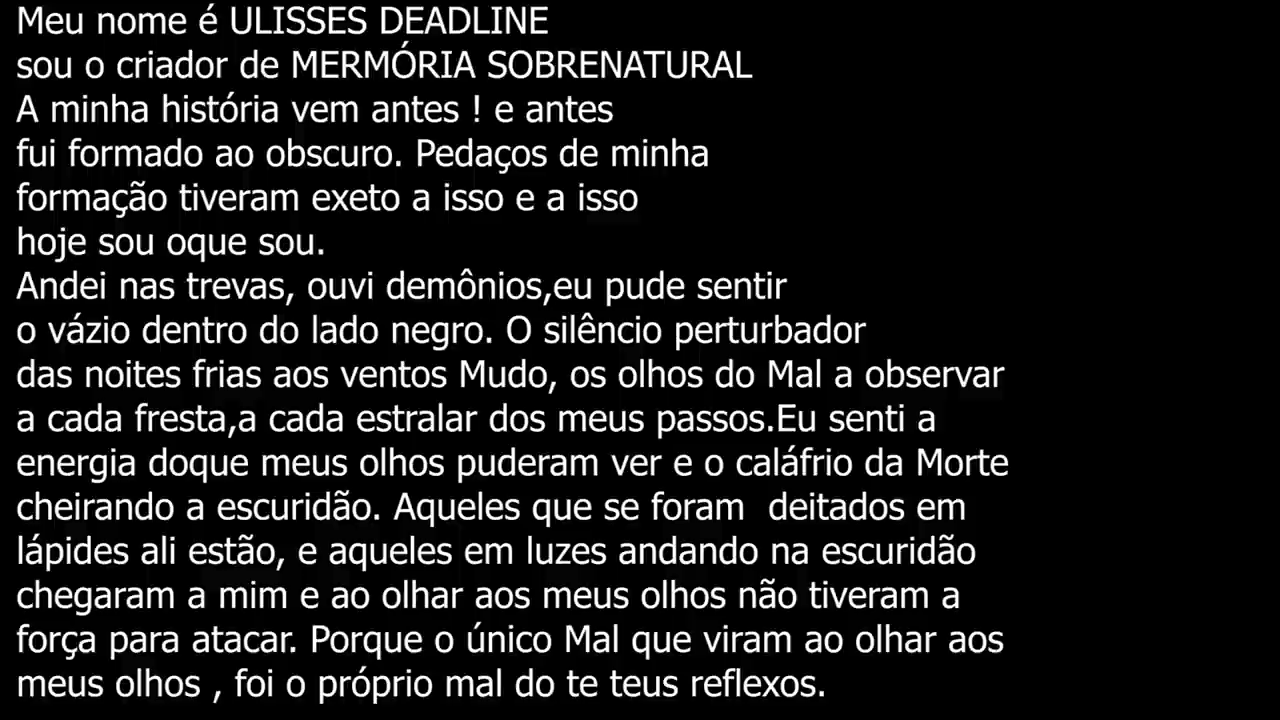 Meu nome é ULISSES DEADLINE
sou o criador de MERMÓRIA SOBRENATURAL
A minha história vem antes ! e antes
fui formado ao obscuro. Pedaços de minha
formação tiveram exeto a isso e a isso
hoje sou oque sou.
Andei nas trevas, ouvi demônios,eu pude sentir
o vázio dentro do lado negro. O silêncio perturbador
das noites frias aos ventos Mudo, os olhos do Mal a observar
a cada fresta,a cada estralar dos meus passos.Eu senti a
energia doque meus olhos puderam ver e o caláfrio da Morte
cheirando a escuridão. Aqueles que se foram  deitados em
lápides ali estão, e aqueles em luzes andando na escuridão
chegaram a mim e ao olhar aos meus olhos não tiveram a
força para atacar. Porque o único Mal que viram ao olhar aos
meus olhos , foi o próprio mal do te teus reflexos.